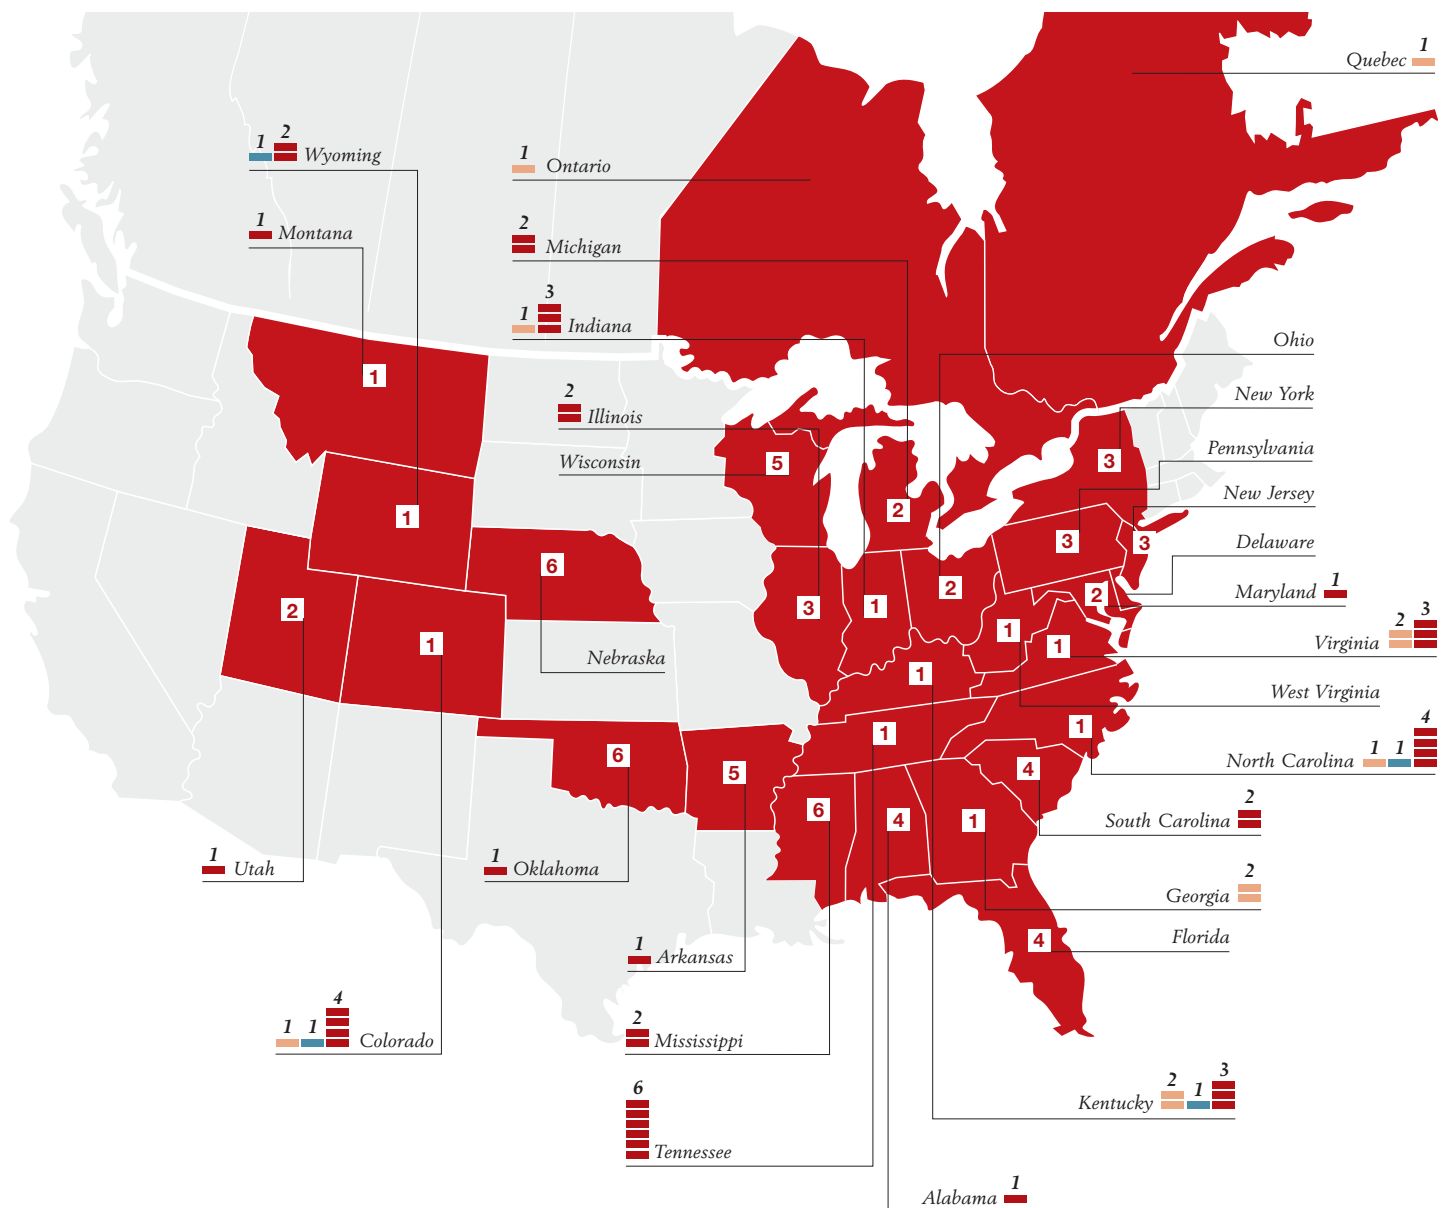 1
Quebec
1 2
Wyoming
1
Ontario
1
Montana
2
Michigan
3
1
Indiana
Ohio
1
2
Illinois
New York
Wisconsin
5
3
Pennsylvania
New Jersey
1
2
3
3
Delaware
6
2
1
Maryland
2
3
1
2
2 3
Virginia
1
1
Nebraska
1
1
West Virginia
4
1
1
1 1
North Carolina
6
5
4
2
South Carolina
6
4
1
1
Utah
1
Oklahoma
2
Georgia
4
Florida
1
Arkansas
4
1 1
Colorado
2
Mississippi
3
2 1
Kentucky
6
Tennessee
1
Alabama